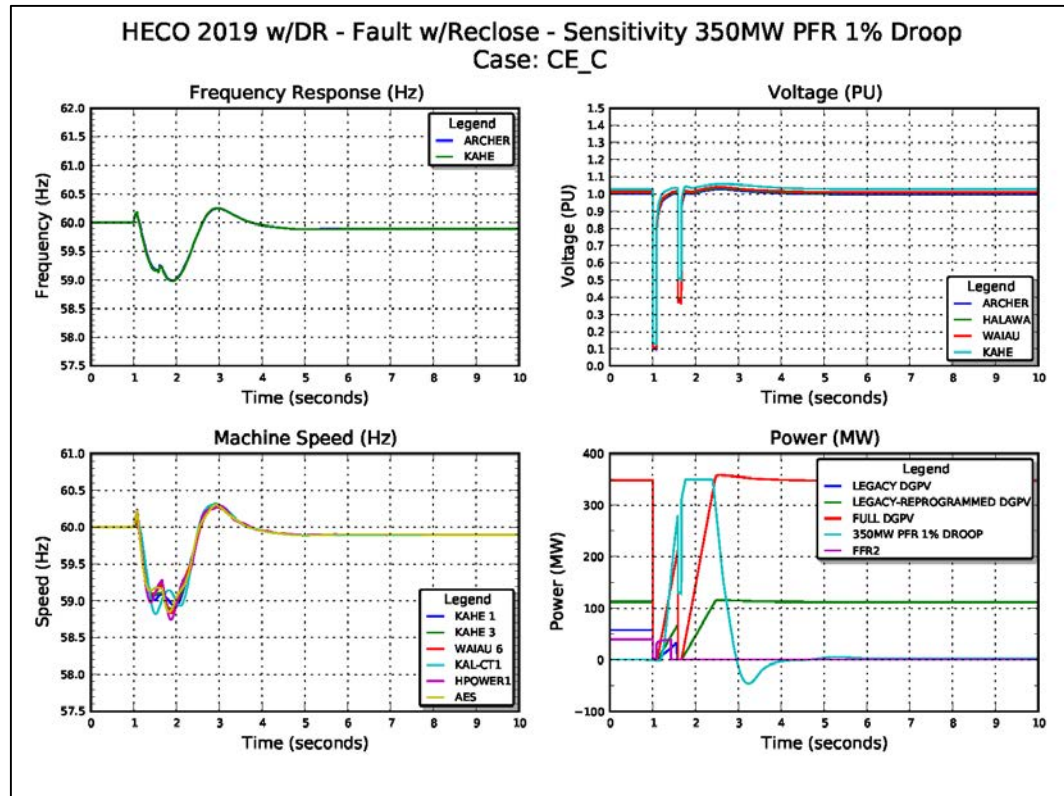 HECO 2019 w/DR - Fault w/Reclose - Sensitivity 350MW PFR 1% Droop
Case: CE_C
Frequency Response (Hz)
62.0
61.5
61.0
60.5
60.0
59.5
59.0
58.5
58.0
57.5
Frequency (Hz)
Legend
ARCHER
KAHE
0 1 2 3 4 5 6 7 8 9 10
Time (seconds)
Voltage (PU)
1.5
1.4
1.3
1.2
1.1
1.0
0.9
0.8
0.7
0.6
0.5
0.4
0.3
0.2
0.1
0.0
Voltage (PU)
Legend
ARCHER
HALAWA
WAIAU
KAHE
0 1 2 3 4 5 6 7 8 9 10
Time (seconds)
Machine Speed (Hz)
61.0
60.5
60.0
59.5
59.0
58.5
58.0
57.5
Speed (Hz)
Legend
KAHE 1
KAHE 3
WAIAU 6
KAL-CT1
HPOWER1
AES
0 1 2 3 4 5 6 7 8 9 10
Time (seconds)
Power (MW)
400
300
200
100
0
−100
Power (MW)
Legend
LEGACY DGPV
LEGACY-REPROGRAMMED DGPV
FULL DGPV
350MW PFR 1% DROOP
FFR2
0 1 2 3 4 5 6 7 8 9 10
Time (seconds)